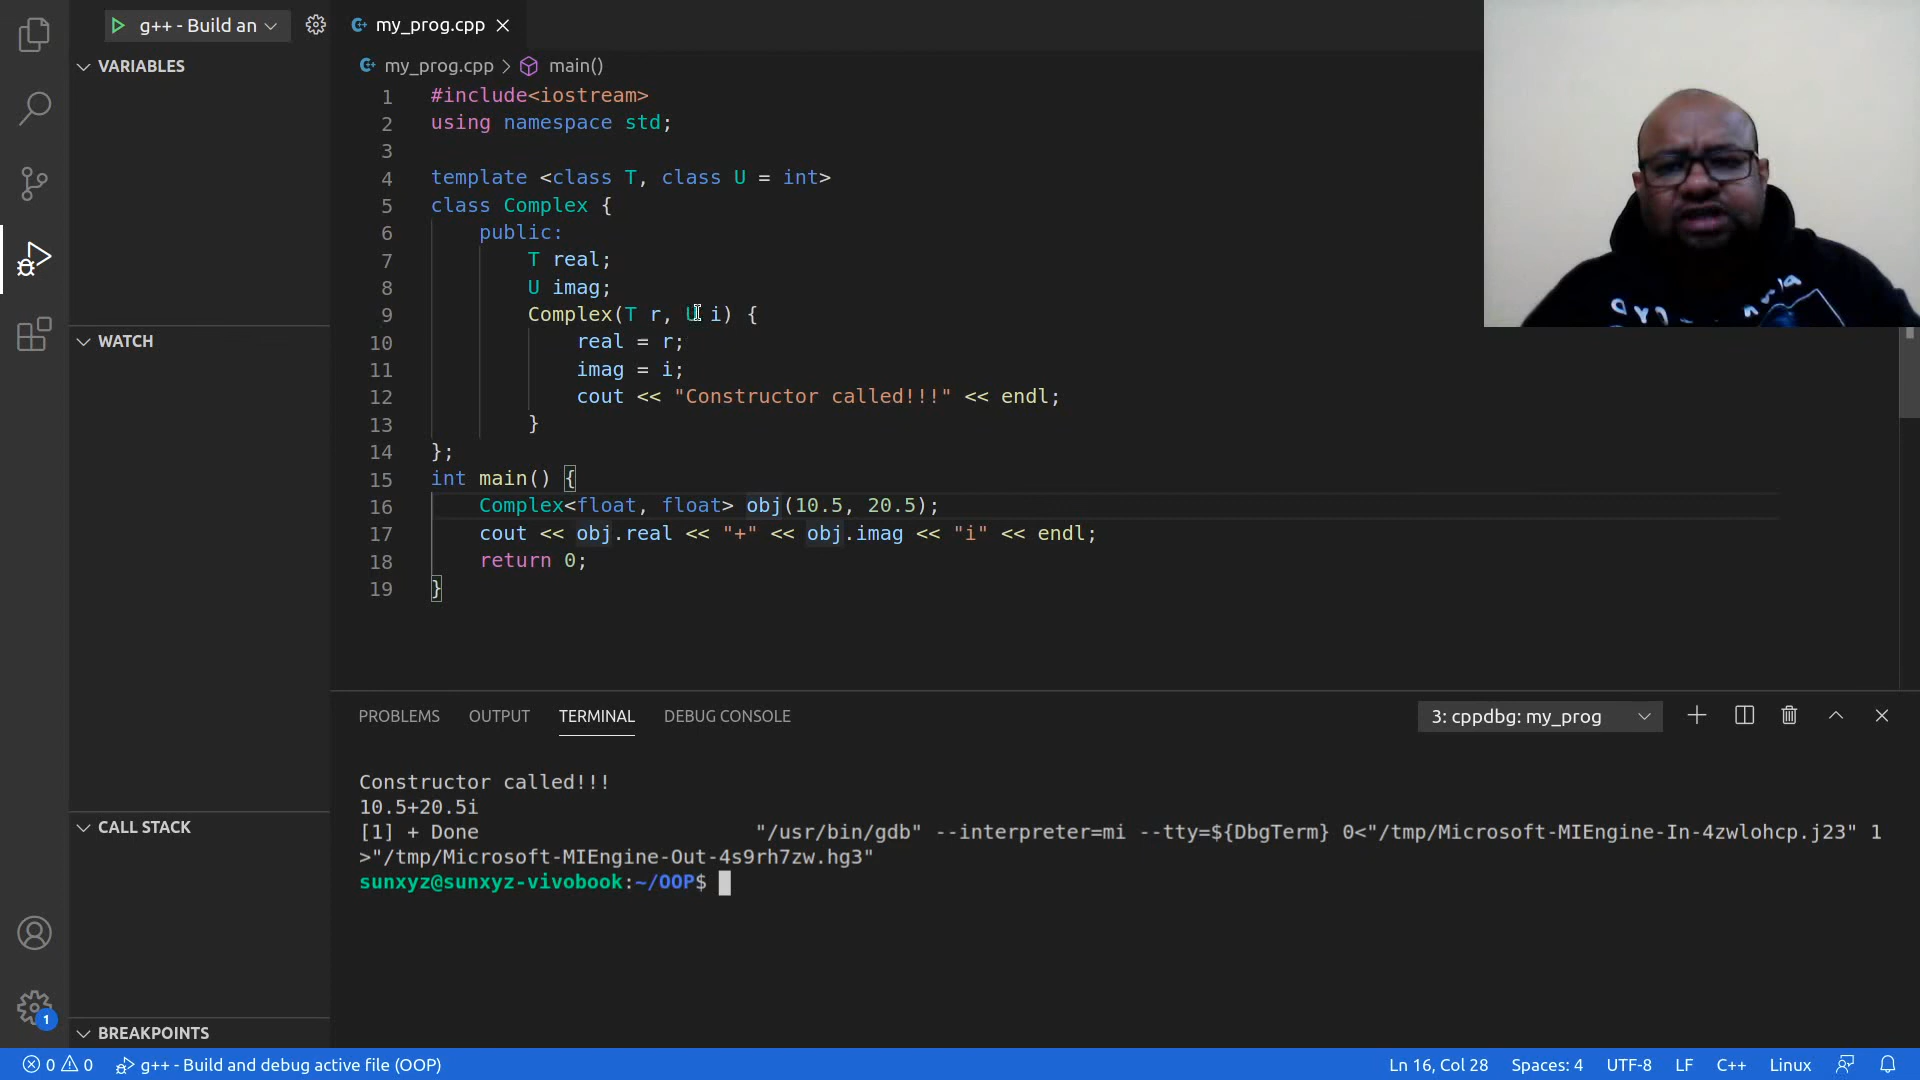 g++ - Build an
my_prog.cpp
VARIABLES
my_prog.cpp > main()
1 #include<iostream>
2 using namespace std;
3
4 template <class T, class U = int>
5 class Complex {
6 public:
7 T real;
8 U imag;
9 Complex(T r, U i) {
10 real = r;
11 imag = i;
12 cout << "Constructor called!!!" << endl;
13 }
14 };
15 int main() {
16 Complex<float, float> obj(10.5, 20.5);
17 cout << obj.real << "+" << obj.imag << "i" << endl;
18 return 0;
19 }
WATCH
CALL STACK
BREAKPOINTS
PROBLEMS OUTPUT TERMINAL DEBUG CONSOLE 3: cppdbg: my_prog
Constructor called!!!
10.5+20.5i
[1] + Done "/usr/bin/gdb" --interpreter=mi --tty=${DbgTerm} 0<"/tmp/Microsoft-MIEngine-In-4zwlohcp.j23" 1
>"/tmp/Microsoft-MIEngine-Out-4s9rh7zw.hg3"
sunxyz@sunxyz-vivobook:~/OOP$
1
0 0 g++ - Build and debug active file (OOP) Ln 16, Col 28 Spaces: 4 UTF-8 LF C++ Linux